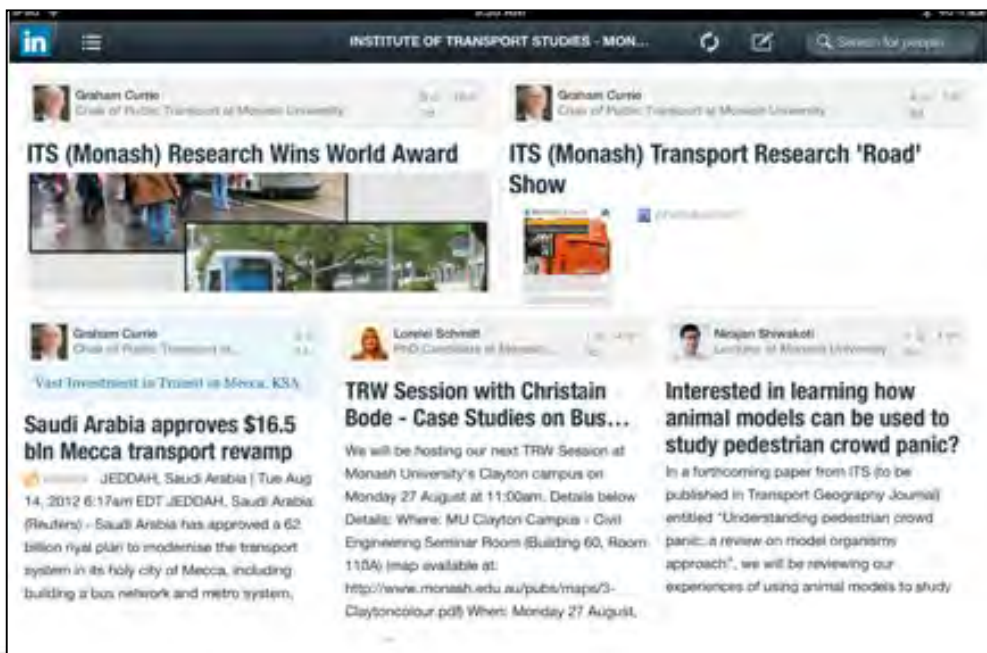 in
INSTITUTE OF TRANSPORT STUDIES - MON...
Search for people
Graham Currie
Chair of Public Transport at Monash University
ITS (Monash) Research Wins World Award
Graham Currie
Chair of Public Transport at Monash University
ITS (Monash) Transport Research 'Road'
Show
Graham Currie
Chair of Public Transport at...
Vast Investment in Transit in Mecca, KSA
Saudi Arabia approves $16.5
bln Mecca transport revamp
JEDDAH, Saudi Arabia | Tue Aug
14, 2012 6:17am EDT JEDDAH, Saudi Arabia
(Reuters) - Saudi Arabia has approved a 62
billion riyal plan to modernise the transport
system in its holy city of Mecca, including
building a bus network and metro system,
Lorelei Schmitt
PhD Candidate at Monash...
TRW Session with Christain
Bode - Case Studies on Bus...
We will be hosting our next TRW Session at
Monash University's Clayton campus on
Monday 27 August at 11:00am. Details below
Details: Where: MU Clayton Campus - Civil
Engineering Seminar Room (Building 60, Room
110A) (map available at:
http://www.monash.edu.au/pubs/maps/3-
Claytoncolour.pdf) When: Monday 27 August,
Nirajan Shiwakoti
Lecturer at Monash University
Interested in learning how
animal models can be used to
study pedestrian crowd panic?
In a forthcoming paper from ITS (to be
published in Transport Geography Journal)
entitled "Understanding pedestrian crowd
panic: a review on model organisms
approach", we will be reviewing our
experiences of using animal models to study